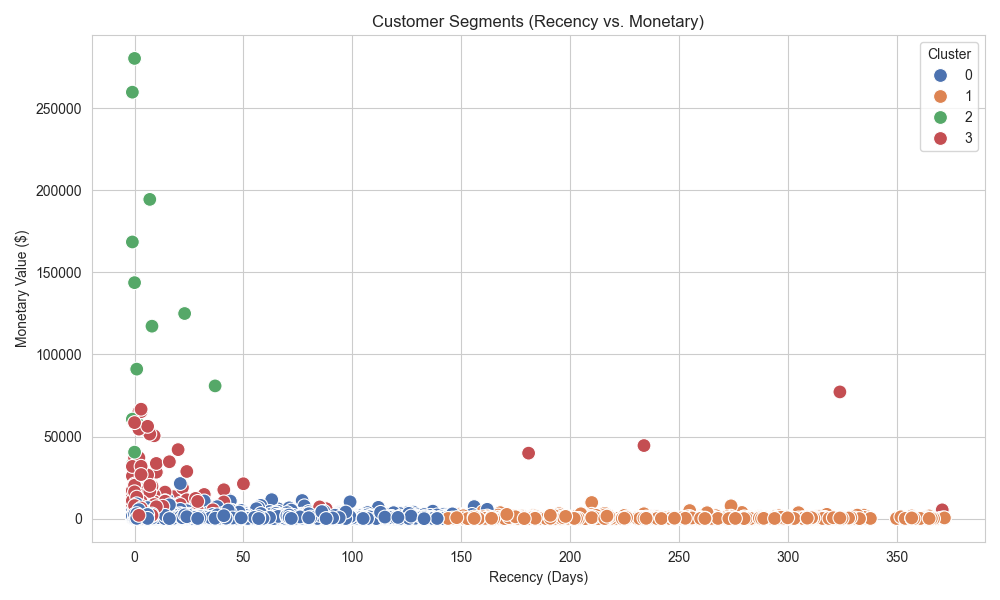 Customer Segments (Recency vs. Monetary)
Cluster
0
1
2
3
Monetary Value ($)
250000
200000
150000
100000
50000
0
0 50 100 150 200 250 300 350
Recency (Days)